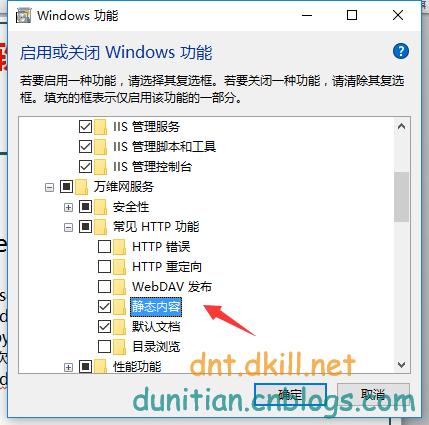 Windows 功能
启用或关闭 Windows 功能
若要启用一种功能，请选择其复选框。若要关闭一种功能，请清除其复选
框。填充的框表示仅启用该功能的一部分。
IIS 管理服务
IIS 管理脚本和工具
IIS 管理控制台
万维网服务
安全性
常见 HTTP 功能
HTTP 错误
HTTP 重定向
WebDAV 发布
静态内容
默认文档
目录浏览
性能功能
dnt.dkill.net
确定
取消
dunitian.cnblogs.com